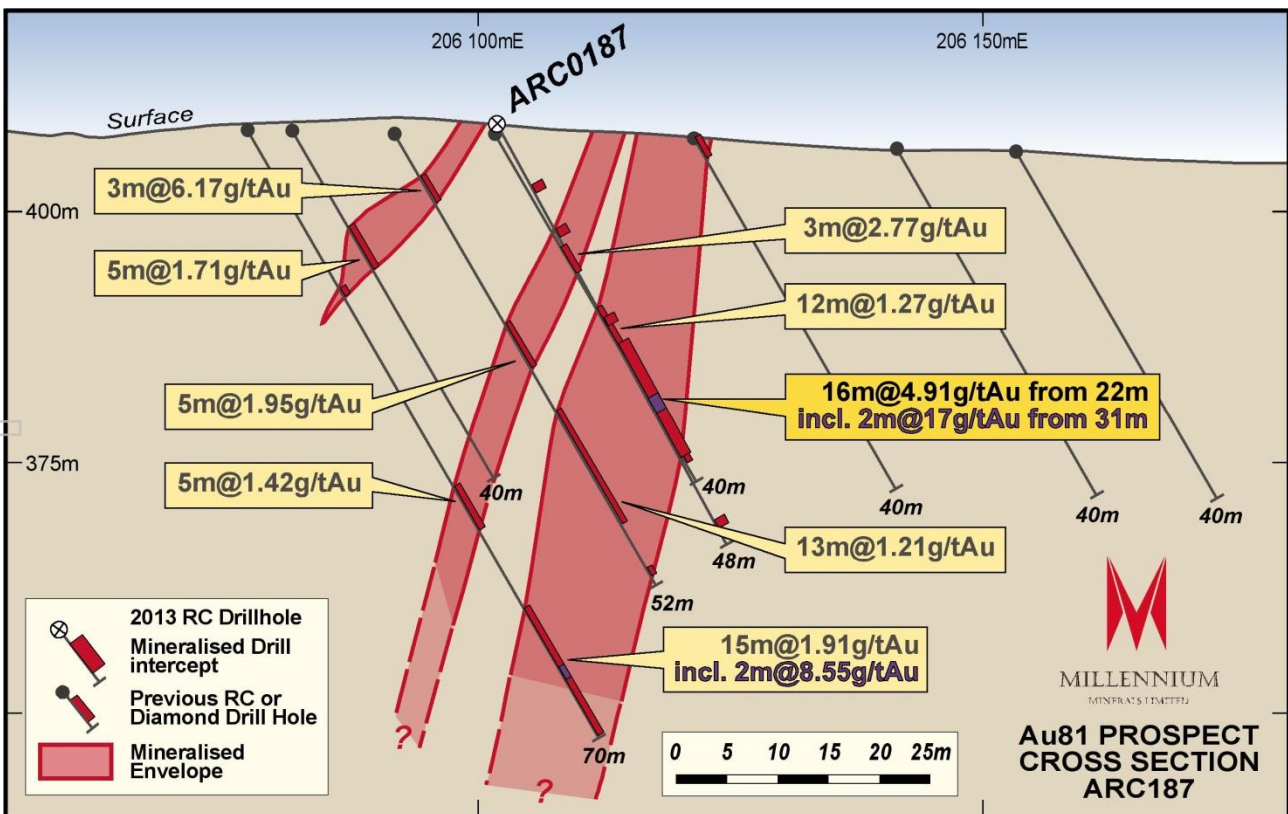 206 100mE
206 150mE
ARC0187
Surface
3m@6.17g/tAu
400m
3m@2.77g/tAu
5m@1.71g/tAu
12m@1.27g/tAu
16m@4.91g/tAu from 22m
incl. 2m@17g/tAu from 31m
5m@1.95g/tAu
375m
5m@1.42g/tAu
40m
40m
40m
40m
40m
13m@1.21g/tAu
48m
52m
15m@1.91g/tAu
incl. 2m@8.55g/tAu
70m
?
?
2013 RC Drillhole
Mineralised Drill
intercept
Previous RC or
Diamond Drill Hole
Mineralised
Envelope
0 5 10 15 20 25m
MILLENNIUM
MINERALS LIMITED
Au81 PROSPECT
CROSS SECTION
ARC187